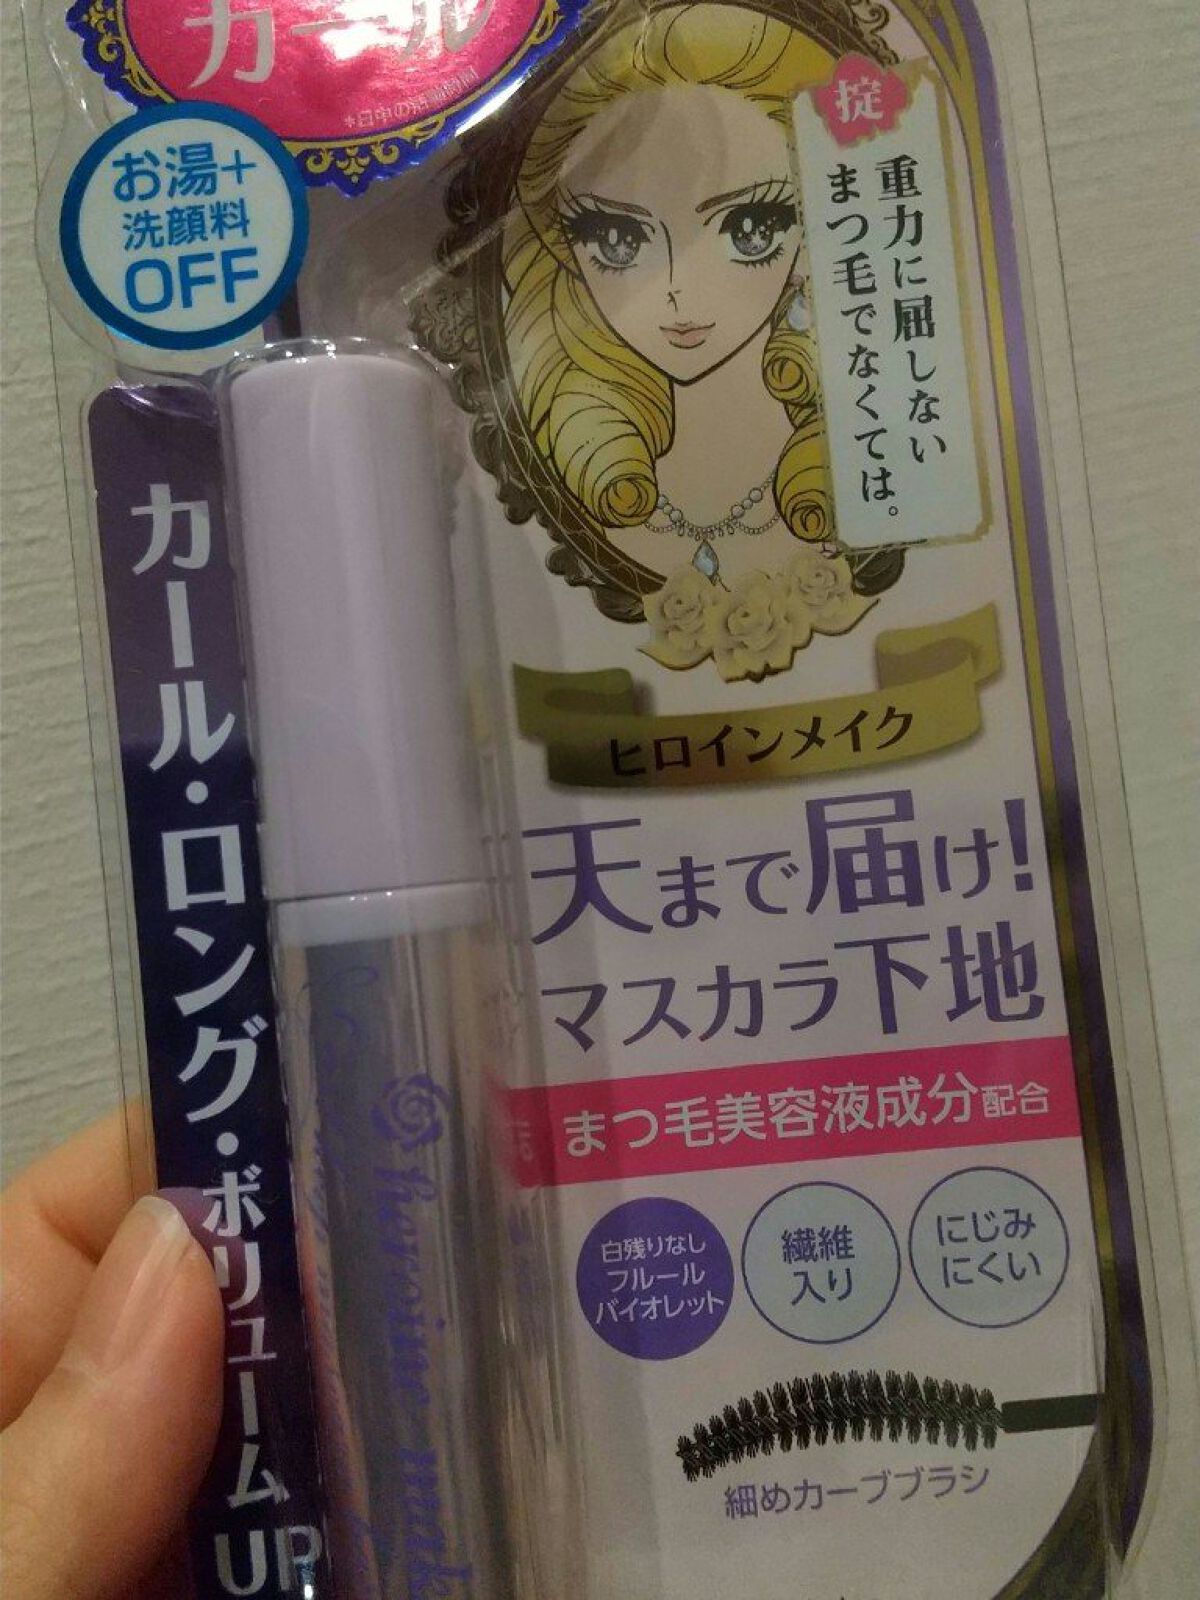 カール
お湯+
洗顔料
OFF
掟
重力に屈しない
まつ毛でなくては。
カール・ロング・ボリュームUP
ヒロインメイク
天まで届け!
マスカラ下地
まつ毛美容液成分配合
白残りなし
フルール
バイオレット
繊維
入り
にじみ
にくい
細めカーブブラシ